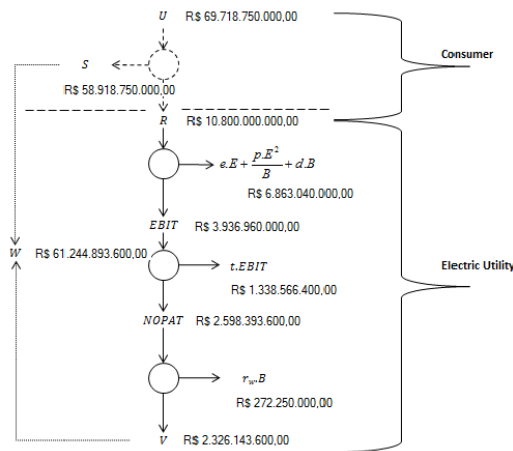 U R$ 69.718.750.000,00
Consumer
S
R$ 58.918.750.000,00
R R$ 10.800.000.000,00
e.E + p.E²/B + d.B
R$ 6.863.040.000,00
EBIT R$ 3.936.960.000,00
W R$ 61.244.893.600,00
t.EBIT
Electric Utility
R$ 1.338.566.400,00
NOPAT R$ 2.598.393.600,00
r_w.B
R$ 272.250.000,00
V R$ 2.326.143.600,00